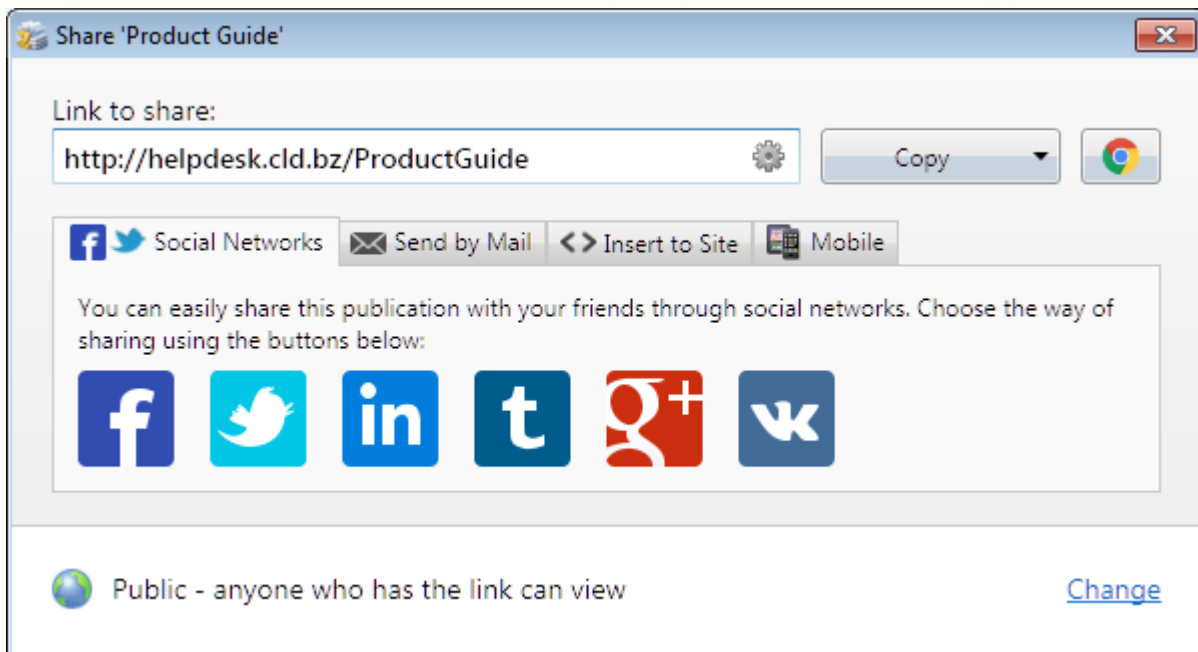 Share 'Product Guide'
Link to share:
http://helpdesk.cld.bz/ProductGuide
Copy
Social Networks
Send by Mail
Insert to Site
Mobile
You can easily share this publication with your friends through social networks. Choose the way of
sharing using the buttons below:
f
in
t
g+
Public - anyone who has the link can view
Change